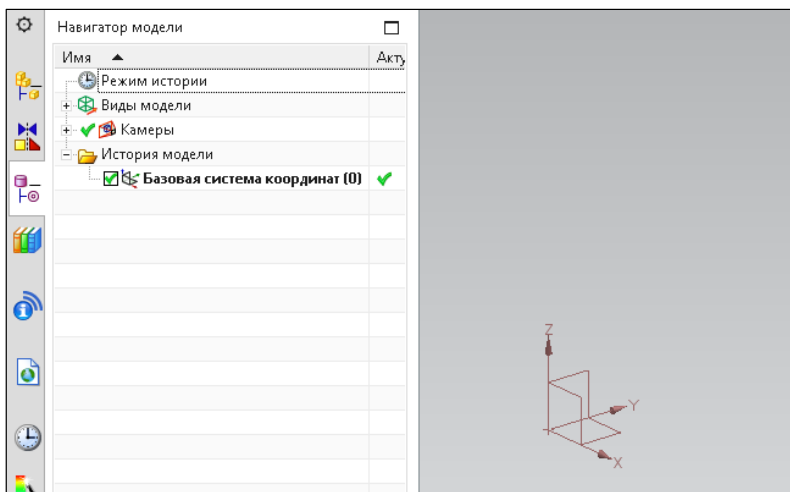 Навигатор модели
Имя Акту
Режим истории
Виды модели
Камеры
История модели
Базовая система координат (0)
Z
Y
X